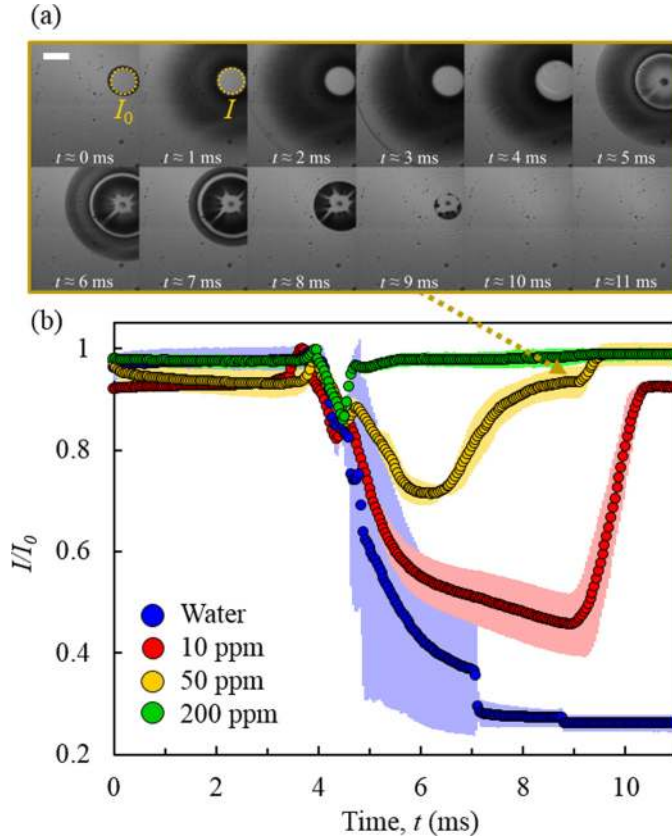 (a)
I₀
I
t ≈ 0 ms
t ≈ 1 ms
t ≈ 2 ms
t ≈ 3 ms
t ≈ 4 ms
t ≈ 5 ms
t ≈ 6 ms
t ≈ 7 ms
t ≈ 8 ms
t ≈ 9 ms
t ≈ 10 ms
t ≈ 11 ms
(b)
1
0.8
0.6
0.4
0.2
I/I₀
Water
10 ppm
50 ppm
200 ppm
0
2
4
6
8
10
Time, t (ms)